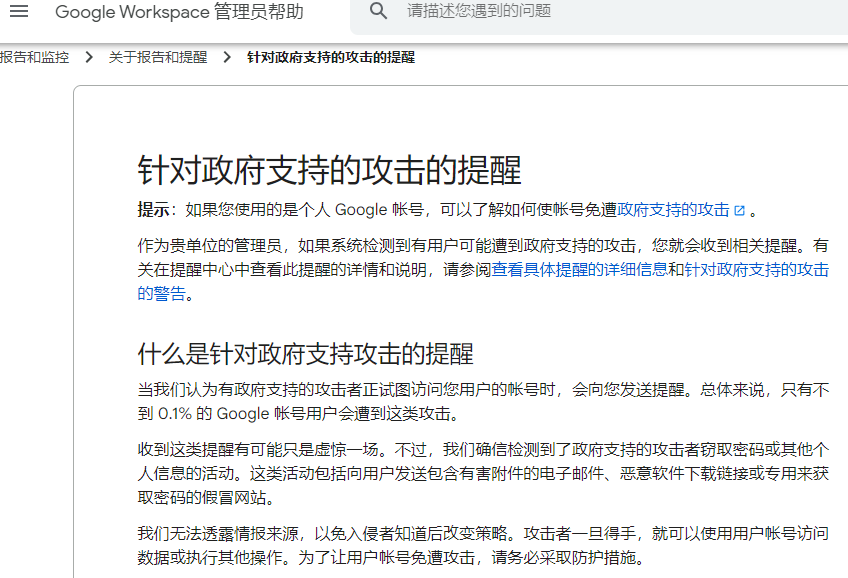 Google Workspace 管理员帮助
请描述您遇到的问题
报告和监控 > 关于报告和提醒 > 针对政府支持的攻击的提醒
针对政府支持的攻击的提醒
提示：如果您使用的是个人 Google 帐号，可以了解如何使帐号免遭政府支持的攻击。
作为贵单位的管理员，如果系统检测到有用户可能遭到政府支持的攻击，您就会收到相关提醒。有
关在提醒中心中查看此提醒的详情和说明，请参阅查看具体提醒的详细信息和针对政府支持的攻击
的警告。
什么是针对政府支持攻击的提醒
当我们认为有政府支持的攻击者正试图访问您用户的帐号时，会向您发送提醒。总体来说，只有不
到 0.1% 的 Google 帐号用户会遭到这类攻击。
收到这类提醒有可能只是虚惊一场。不过，我们确信检测到了政府支持的攻击者窃取密码或其他个
人信息的活动。这类活动包括向用户发送包含有害附件的电子邮件、恶意软件下载链接或专用来获
取密码的假冒网站。
我们无法透露情报来源，以免入侵者知道后改变策略。攻击者一旦得手，就可以使用用户帐号访问
数据或执行其他操作。为了让用户帐号免遭攻击，请务必采取防护措施。